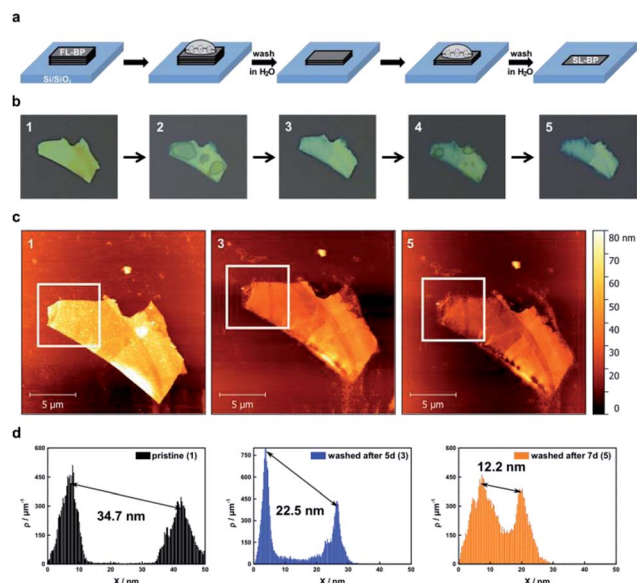 a
FL-BP
Si/SiO₂
wash
in H₂O
wash
in H₂O
SL-BP
b
1
2
3
4
5
c
1
5 µm
3
5 µm
5
5 µm
80 nm
70
60
50
40
30
20
10
0
d
600
450
300
150
0
ρ / µm⁻¹
pristine (1)
34.7 nm
0 10 20 30 40 50
X / nm
750
600
450
300
150
0
ρ / µm⁻¹
washed after 5d (3)
22.5 nm
0 10 20 30 40 50
X / nm
600
450
300
150
0
ρ / µm⁻¹
washed after 7d (5)
12.2 nm
0 10 20 30 40 50
X / nm